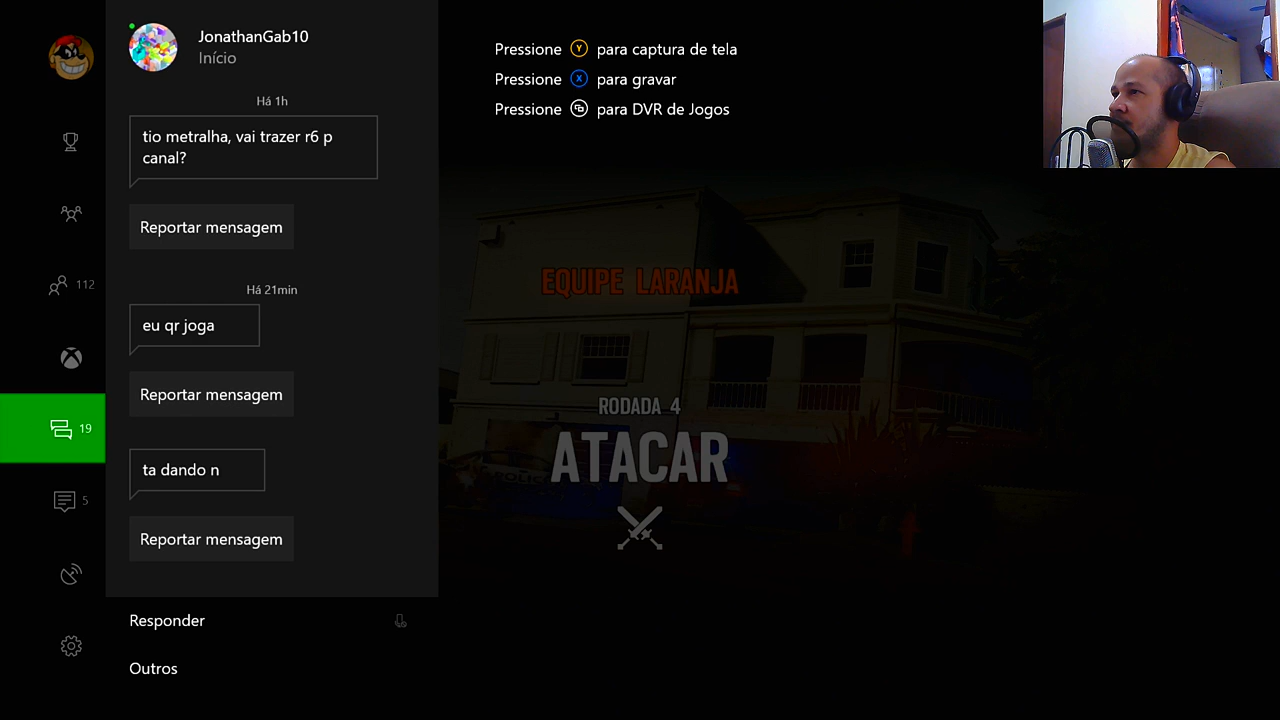 JonathanGab10
Início
Há 1h
tio metralha, vai trazer r6 p
canal?
Reportar mensagem
Há 21min
eu qr joga
Reportar mensagem
ta dando n
Reportar mensagem
Responder
Outros
112
19
5
Pressione Y para captura de tela
Pressione X para gravar
Pressione para DVR de Jogos
EQUIPE LARANJA
RODADA 4
ATACAR